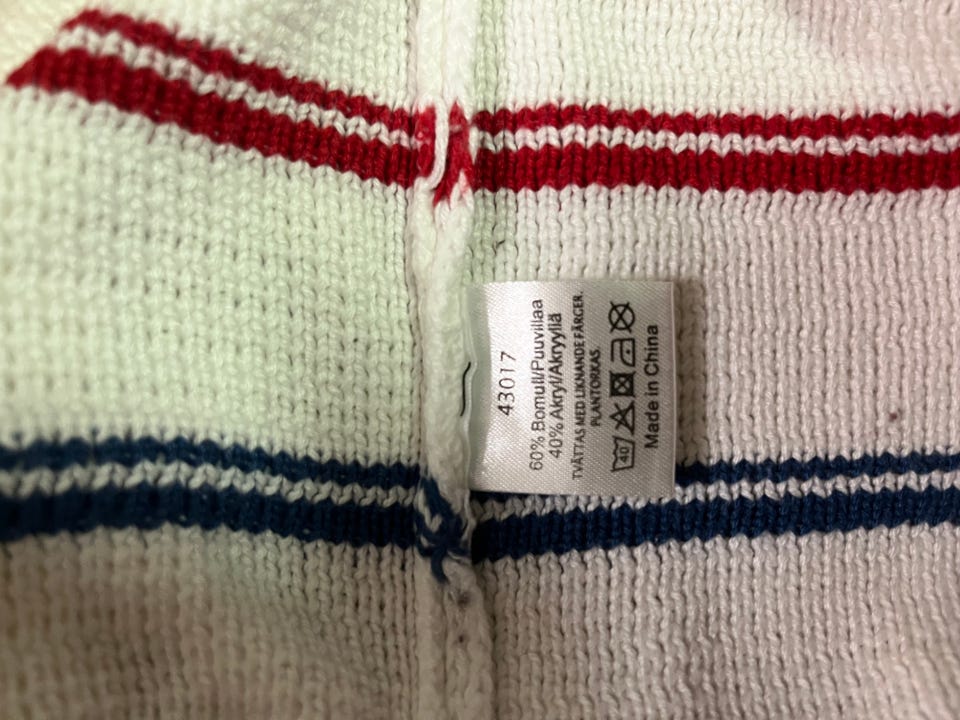 43017
60% Bomull/Puuvillaa
40% Akryl/Akryyliä
TVÄTTAS MED LIKNANDE FÄRGER.
PLANTORKAS
40
Made in China